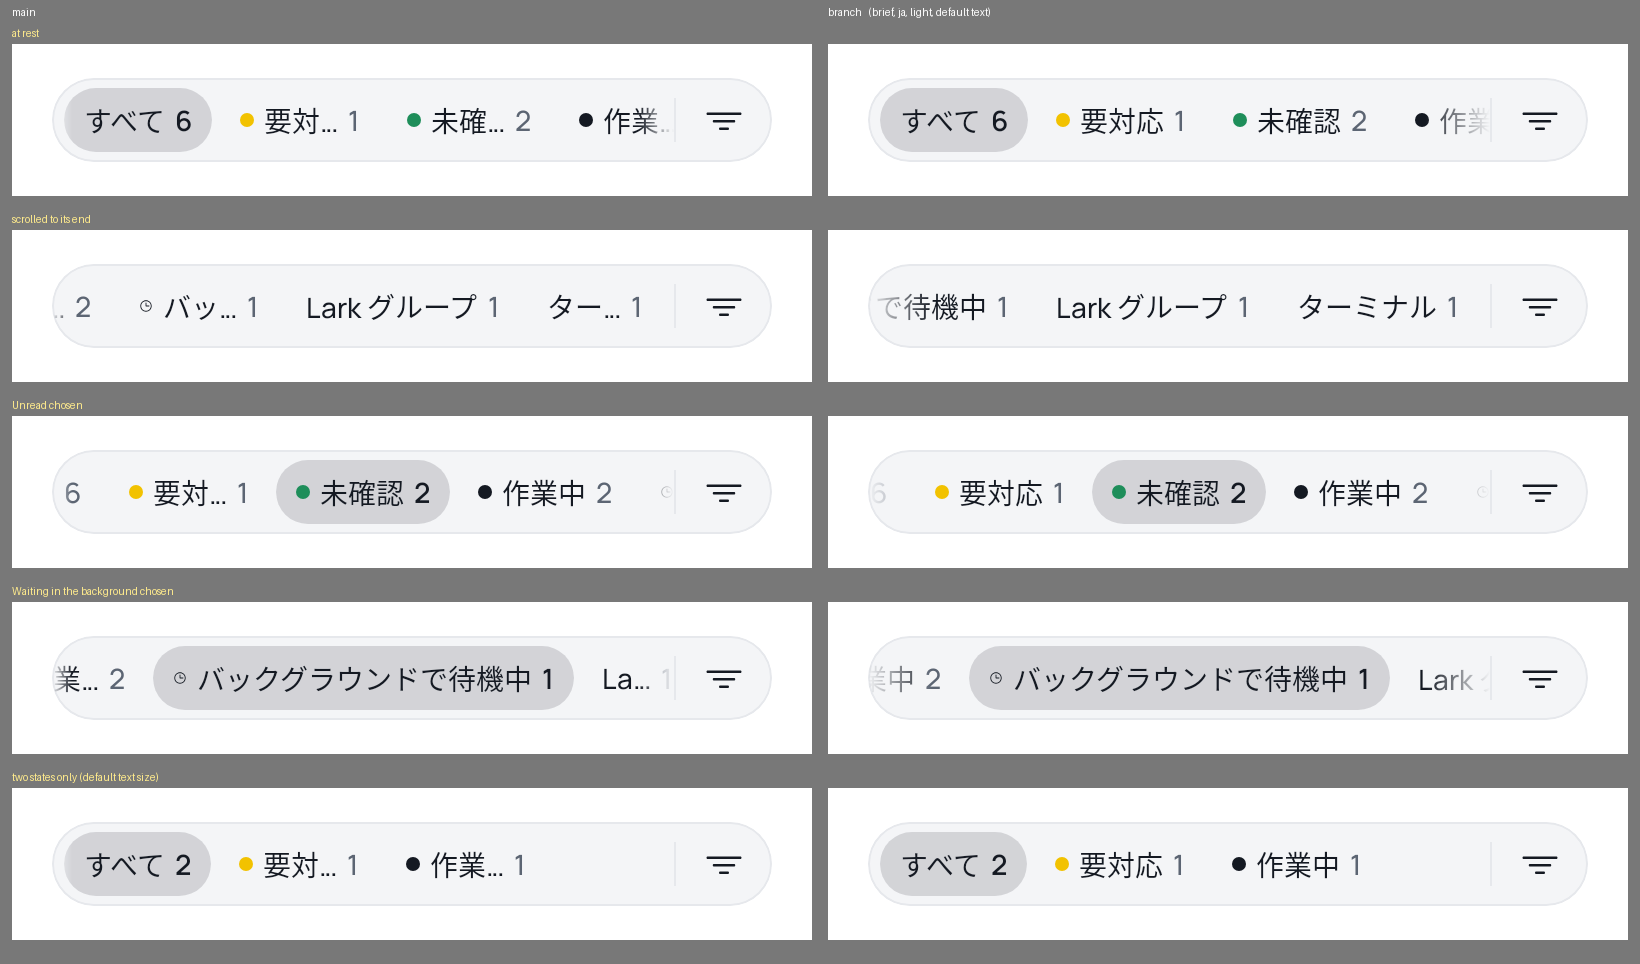 main
branch (brief, ja, light, default text)
at rest
すべて 6 要対... 1 未確... 2 作業..
すべて 6 要対応 1 未確認 2 作業
scrolled to its end
.. 2 バッ... 1 Lark グループ 1 ター... 1
で待機中 1 Lark グループ 1 ターミナル 1
Unread chosen
6 要対... 1 未確認 2 作業中 2
6 要対応 1 未確認 2 作業中 2
Waiting in the background chosen
業... 2 バックグラウンドで待機中 1 La... 1
業中 2 バックグラウンドで待機中 1 Lark
two states only (default text size)
すべて 2 要対... 1 作業... 1
すべて 2 要対応 1 作業中 1